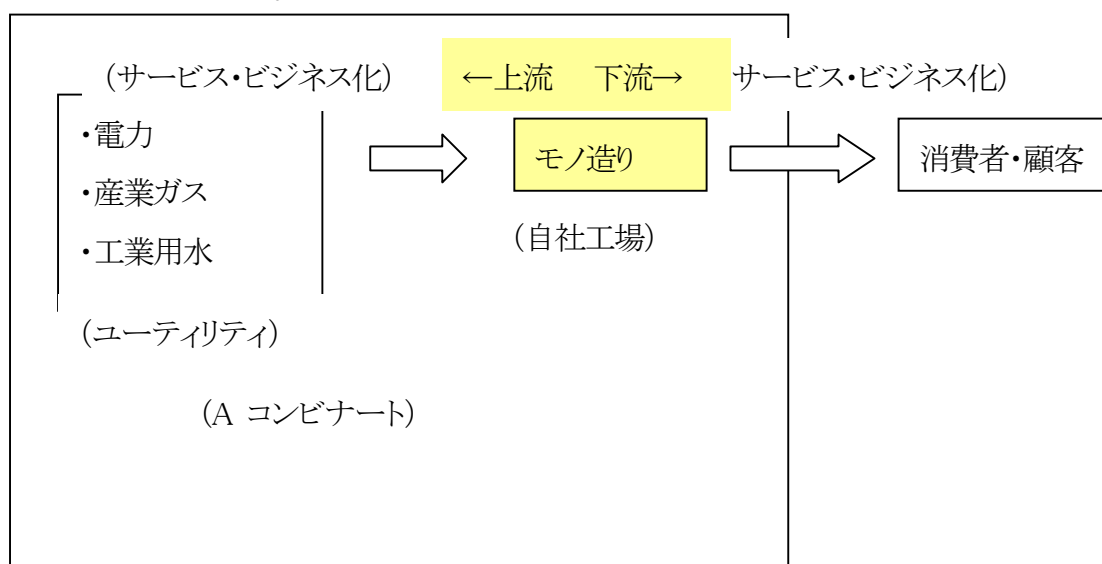 (サービス・ビジネス化) ←上流 下流→ サービス・ビジネス化)
・電力
・産業ガス
・工業用水
モノ造り
消費者・顧客
(自社工場)
(ユーティリティ)
(A コンビナート)